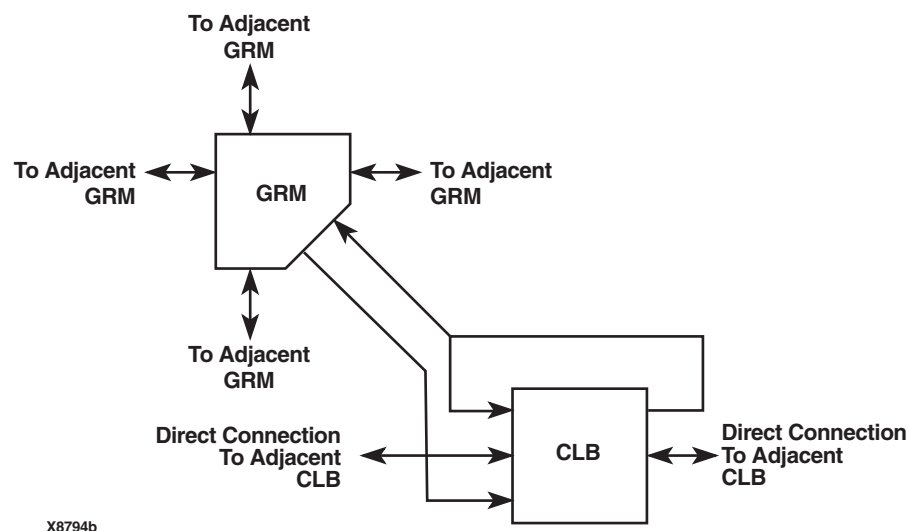 To Adjacent
GRM
To Adjacent
GRM
GRM
To Adjacent
GRM
To Adjacent
GRM
Direct Connection
To Adjacent
CLB
CLB
Direct Connection
To Adjacent
CLB
X8794b